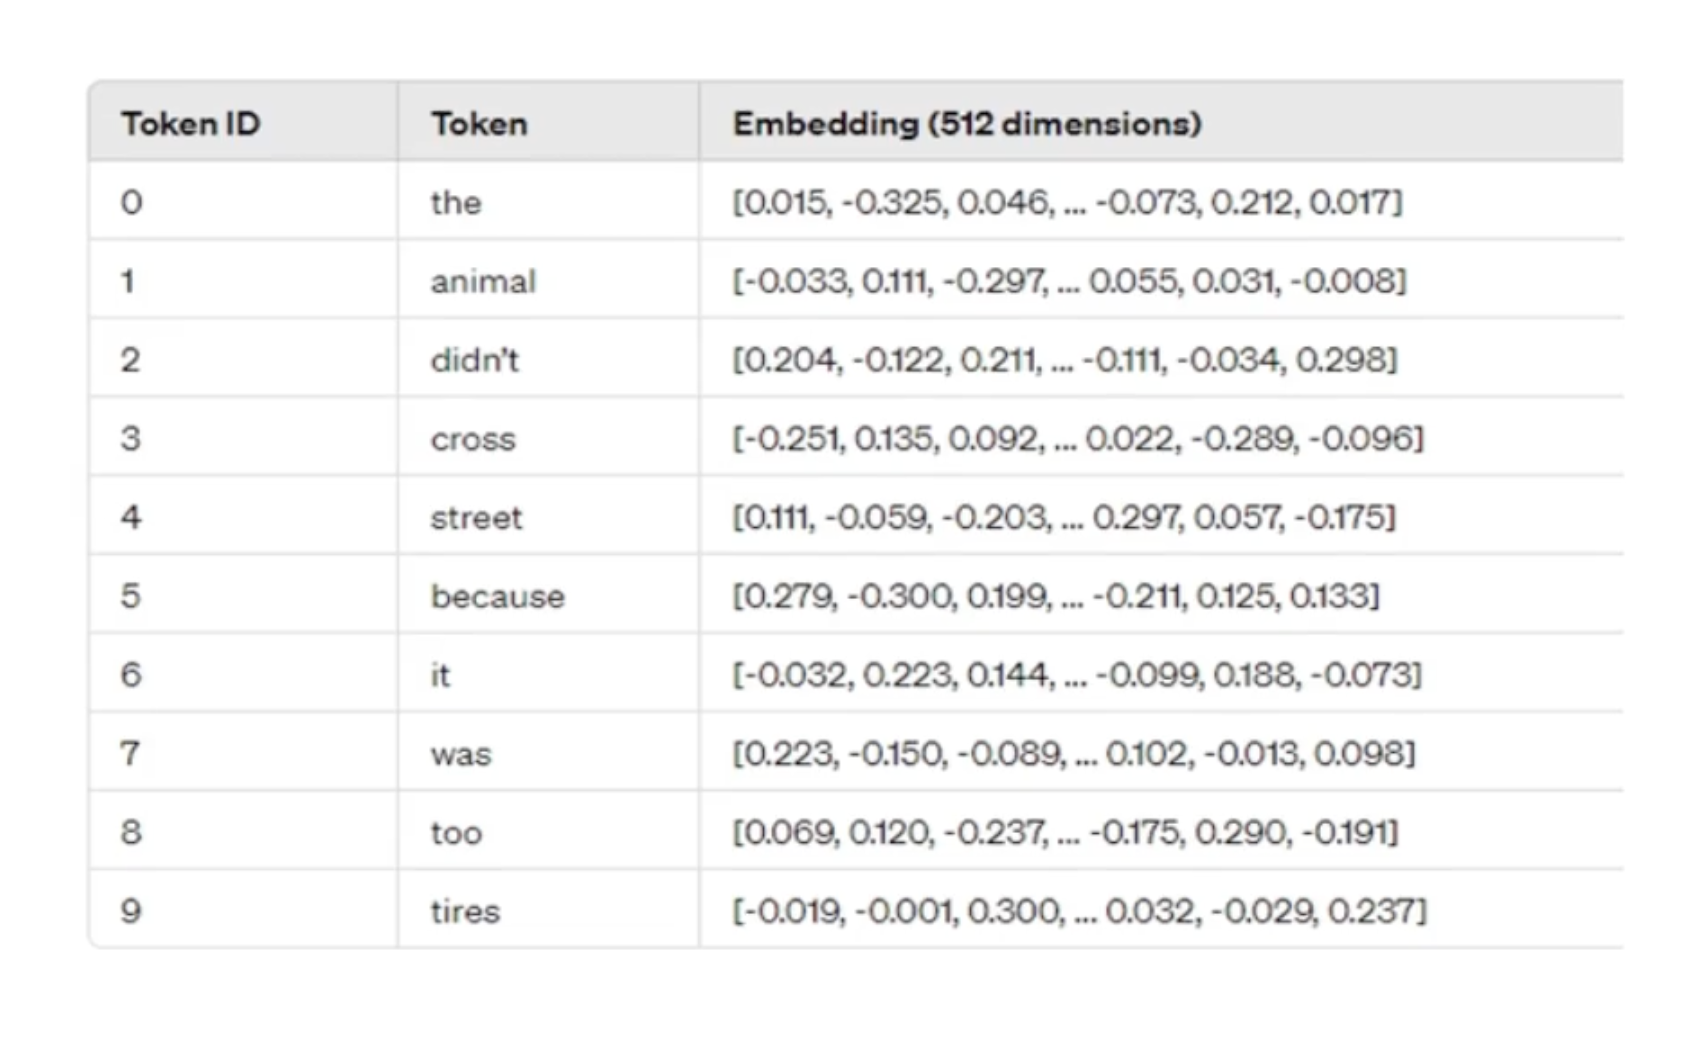 Token ID Token Embedding (512 dimensions)
0 the [0.015, -0.325, 0.046, ... -0.073, 0.212, 0.017]
1 animal [-0.033, 0.111, -0.297, ... 0.055, 0.031, -0.008]
2 didn’t [0.204, -0.122, 0.211, ... -0.111, -0.034, 0.298]
3 cross [-0.251, 0.135, 0.092, ... 0.022, -0.289, -0.096]
4 street [0.111, -0.059, -0.203, ... 0.297, 0.057, -0.175]
5 because [0.279, -0.300, 0.199, ... -0.211, 0.125, 0.133]
6 it [-0.032, 0.223, 0.144, ... -0.099, 0.188, -0.073]
7 was [0.223, -0.150, -0.089, ... 0.102, -0.013, 0.098]
8 too [0.069, 0.120, -0.237, ... -0.175, 0.290, -0.191]
9 tires [-0.019, -0.001, 0.300, ... 0.032, -0.029, 0.237]